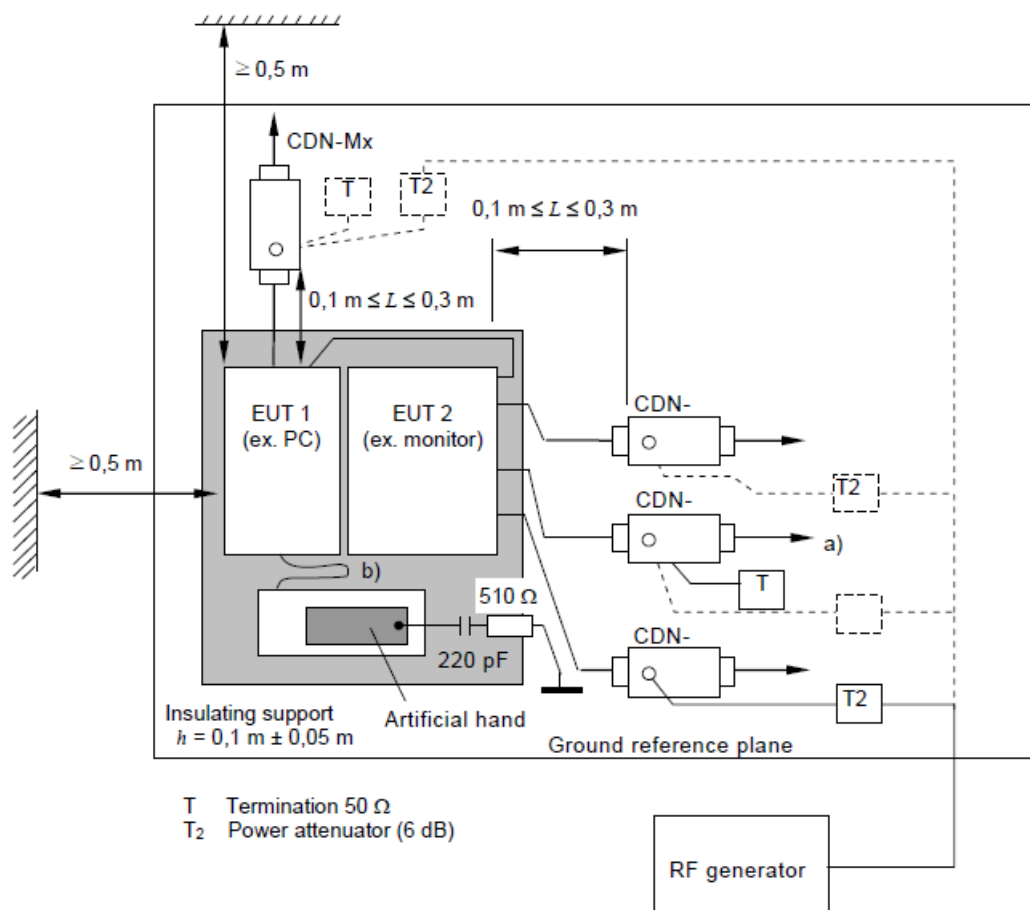 ≥ 0,5 m
CDN-Mx
T
T2
0,1 m ≤ L ≤ 0,3 m
0,1 m ≤ L ≤ 0,3 m
EUT 1
(ex. PC)
EUT 2
(ex. monitor)
CDN-
≥ 0,5 m
T2
CDN-
a)
b)
T
510 Ω
CDN-
220 pF
T2
Artificial hand
Insulating support
h = 0,1 m ± 0,05 m
Ground reference plane
T Termination 50 Ω
T₂ Power attenuator (6 dB)
RF generator